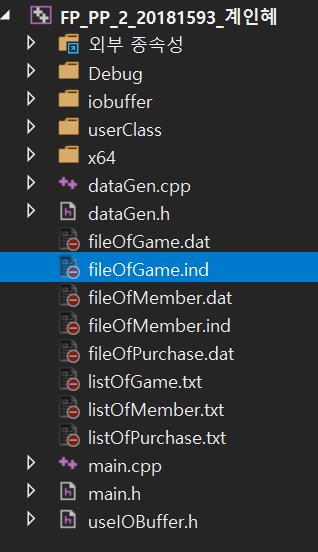 FP_PP_2_20181593_계인혜
외부 종속성
Debug
iobuffer
userClass
x64
dataGen.cpp
dataGen.h
fileOfGame.dat
fileOfGame.ind
fileOfMember.dat
fileOfMember.ind
fileOfPurchase.dat
listOfGame.txt
listOfMember.txt
listOfPurchase.txt
main.cpp
main.h
useIOBuffer.h